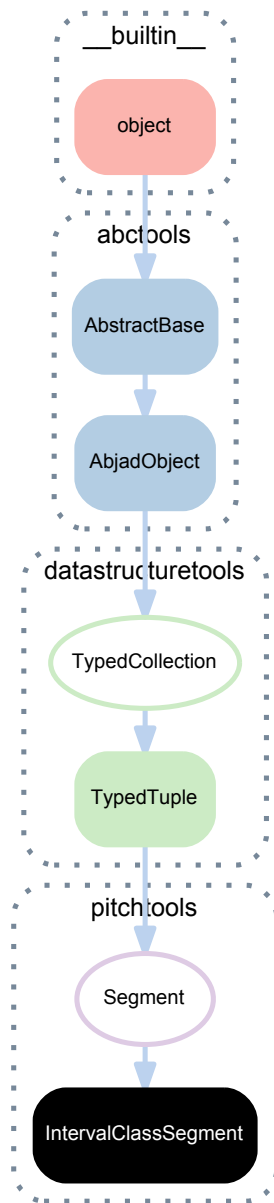 __builtin__
object
abctools
AbstractBase
AbjadObject
datastructuretools
TypedCollection
TypedTuple
pitchtools
Segment
IntervalClassSegment